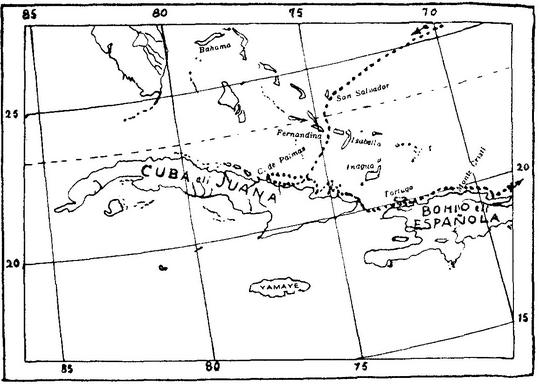 85
80
75
70
Bahama
San Salvador
25
Fernandina
Isabella
C. de Palmas
Inagua
Monte Cristi
20
CUBA ali JUANA
Tortuga
BOHIO ali
ESPAÑOLA
20
YAMAYE
15
85
80
75